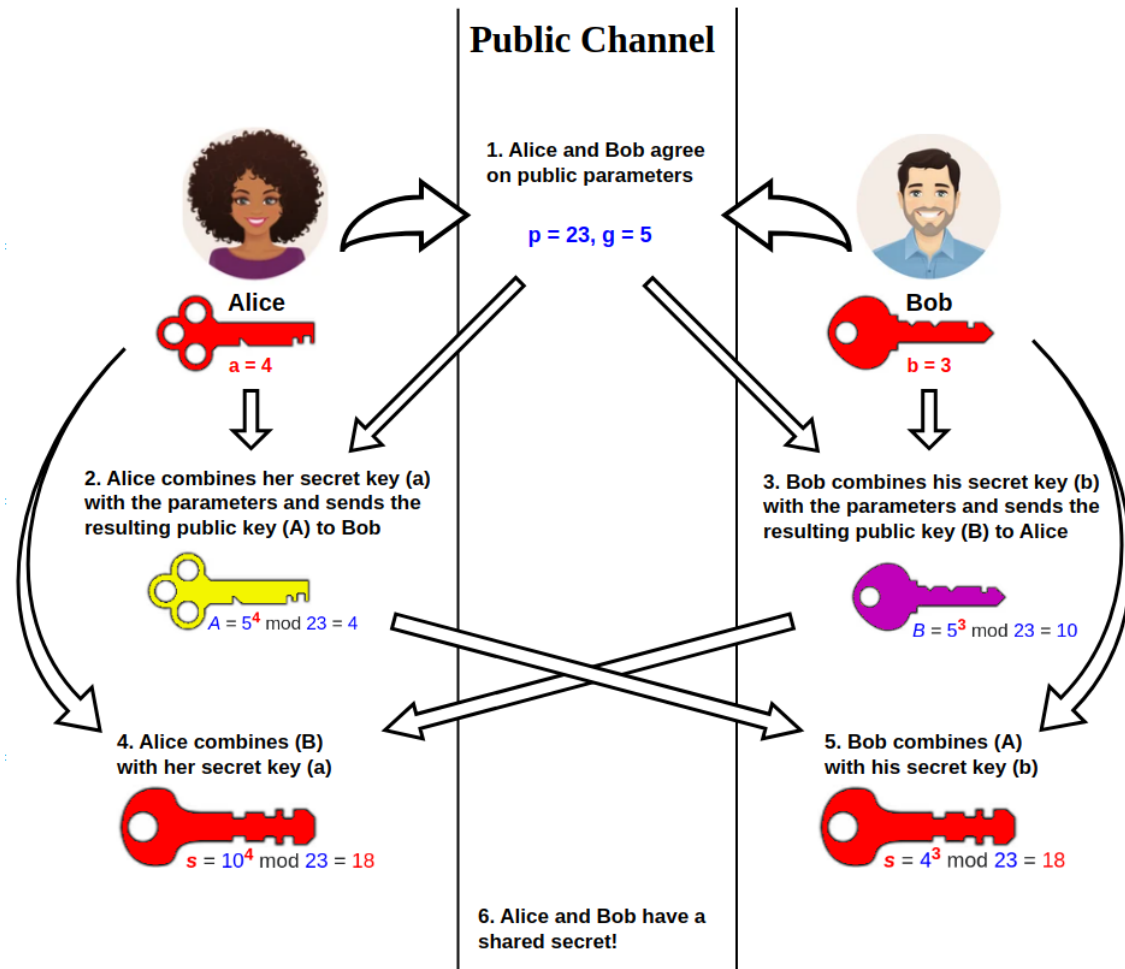 Public Channel
1. Alice and Bob agree
on public parameters
p = 23, g = 5
Alice
a = 4
Bob
b = 3
2. Alice combines her secret key (a)
with the parameters and sends the
resulting public key (A) to Bob
A = 5⁴ mod 23 = 4
3. Bob combines his secret key (b)
with the parameters and sends the
resulting public key (B) to Alice
B = 5³ mod 23 = 10
4. Alice combines (B)
with her secret key (a)
s = 10⁴ mod 23 = 18
5. Bob combines (A)
with his secret key (b)
s = 4³ mod 23 = 18
6. Alice and Bob have a
shared secret!